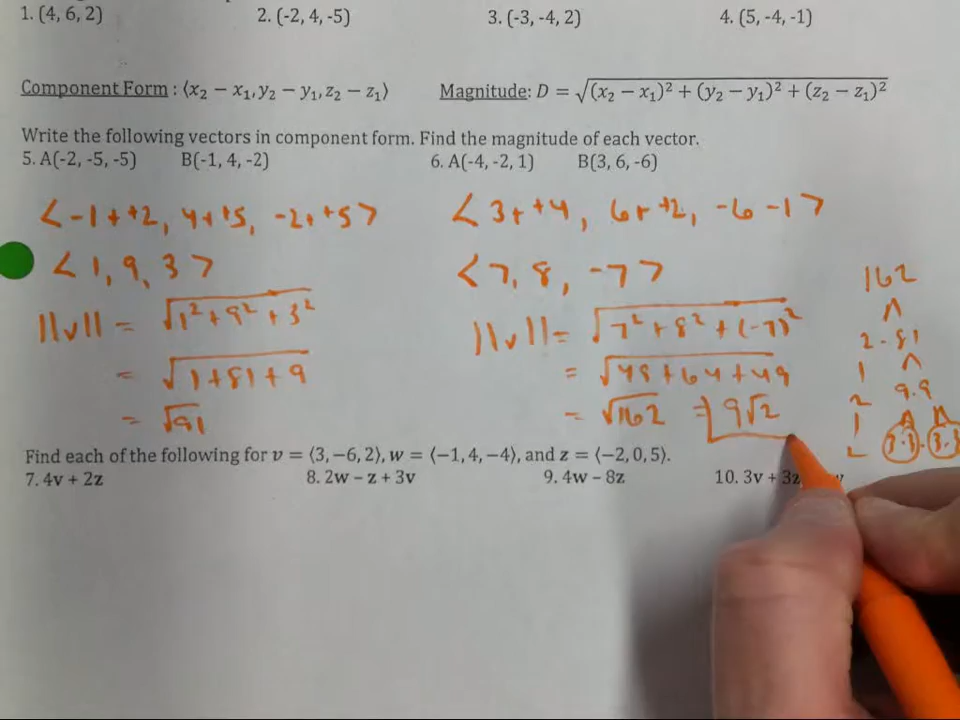 1. (4, 6, 2) 2. (-2, 4, -5) 3. (-3, -4, 2) 4. (5, -4, -1)
Component Form : ⟨x₂ − x₁, y₂ − y₁, z₂ − z₁⟩ Magnitude: D = √(x₂ − x₁)² + (y₂ − y₁)² + (z₂ − z₁)²
Write the following vectors in component form. Find the magnitude of each vector.
5. A(-2, -5, -5) B(-1, 4, -2) 6. A(-4, -2, 1) B(3, 6, -6)
< -1 + +2, 4 + +5, -2 + +5 > < 3 + +4, 6 + +2, -6 - 1 >
< 1, 9, 3 > < 7, 8, -7 > 162
||v|| = √1² + 9² + 3² ||v|| = √7² + 8² + (-7)² 2 · 81
= √1 + 81 + 9 = √48 + 64 + 49 9 · 9
= √91 = √162 = 9√2 3·3 · 3·3
Find each of the following for v = ⟨3, −6, 2⟩, w = ⟨−1, 4, −4⟩, and z = ⟨−2, 0, 5⟩.
7. 4v + 2z 8. 2w − z + 3v 9. 4w − 8z 10. 3v + 3z